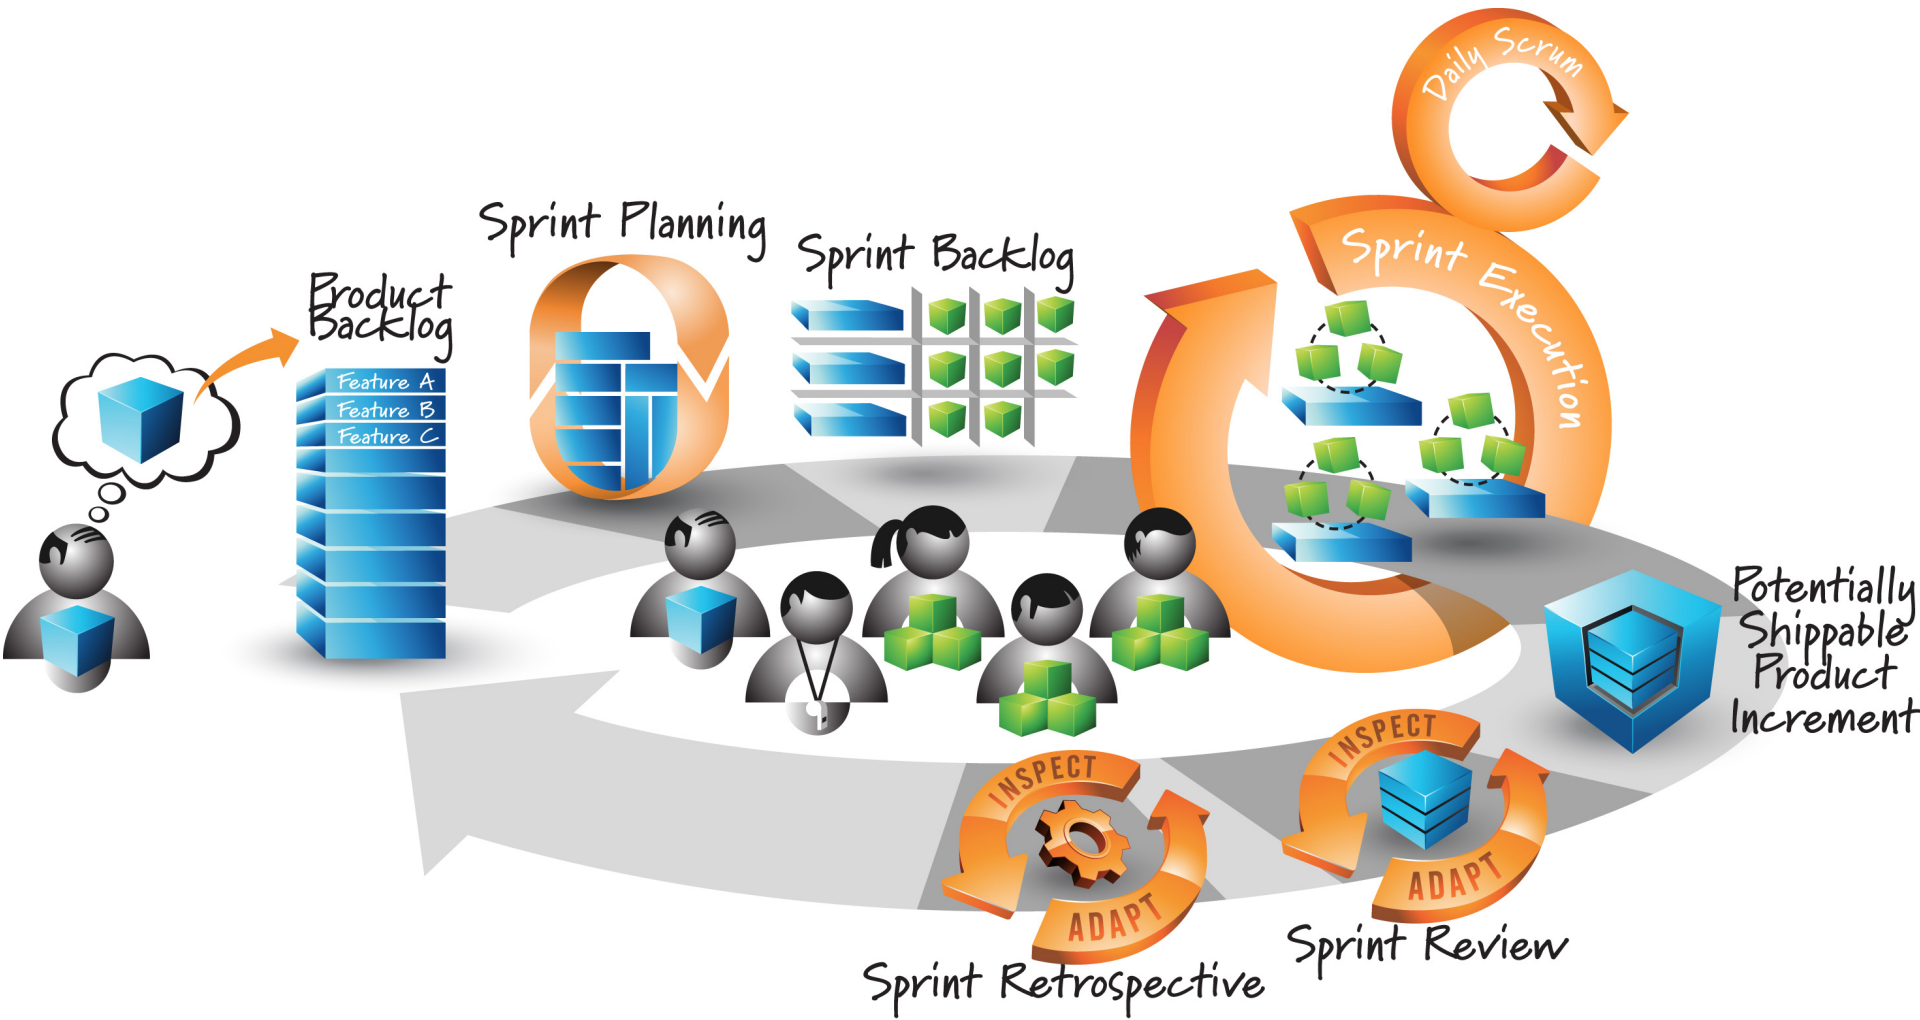 Daily Scrum
Sprint Planning
Sprint Backlog
Sprint Execution
Product
Backlog
Feature A
Feature B
Feature C
Potentially
Shippable
Product
Increment
INSPECT
ADAPT
Sprint Review
INSPECT
ADAPT
Sprint Retrospective